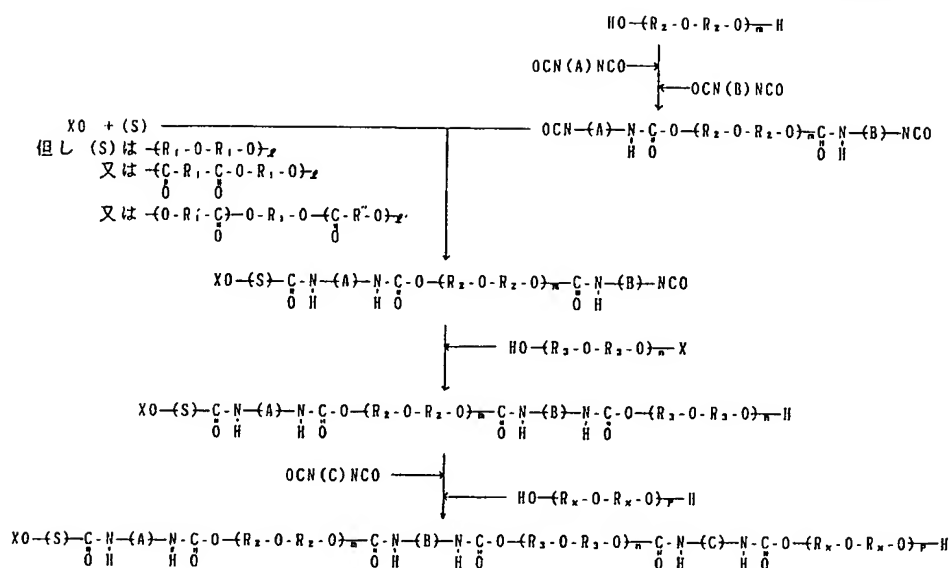 HO-(R₂-O-R₂-O)ₘ-H
OCN(A)NCO
OCN(B)NCO
XO + (S)
OCN-(A)-N-C-O-(R₂-O-R₂-O)ₙ-C-N-(B)-NCO
H O O H
但し (S)は -(R₁-O-R₁-O)ℓ
又は -(C-R₁-C-O-R₁-O)ℓ
O O
又は -(O-R₁'-C)-O-R₃-O-(C-R''-O)ℓ'
O O
XO-(S)-C-N-(A)-N-C-O-(R₂-O-R₂-O)ₘ-C-N-(B)-NCO
O H H O O H
HO-(R₃-O-R₃-O)ₙ-X
XO-(S)-C-N-(A)-N-C-O-(R₂-O-R₂-O)ₘ-C-N-(B)-N-C-O-(R₃-O-R₃-O)ₙ-H
O H H O O H H O
OCN(C)NCO
HO-(Rₓ-O-Rₓ-O)ₚ-H
XO-(S)-C-N-(A)-N-C-O-(R₂-O-R₂-O)ₘ-C-N-(B)-N-C-O-(R₃-O-R₃-O)ₙ-C-N-(C)-N-C-O-(Rₓ-O-Rₓ-O)ₚ-H
O H H O O H H O O H H O